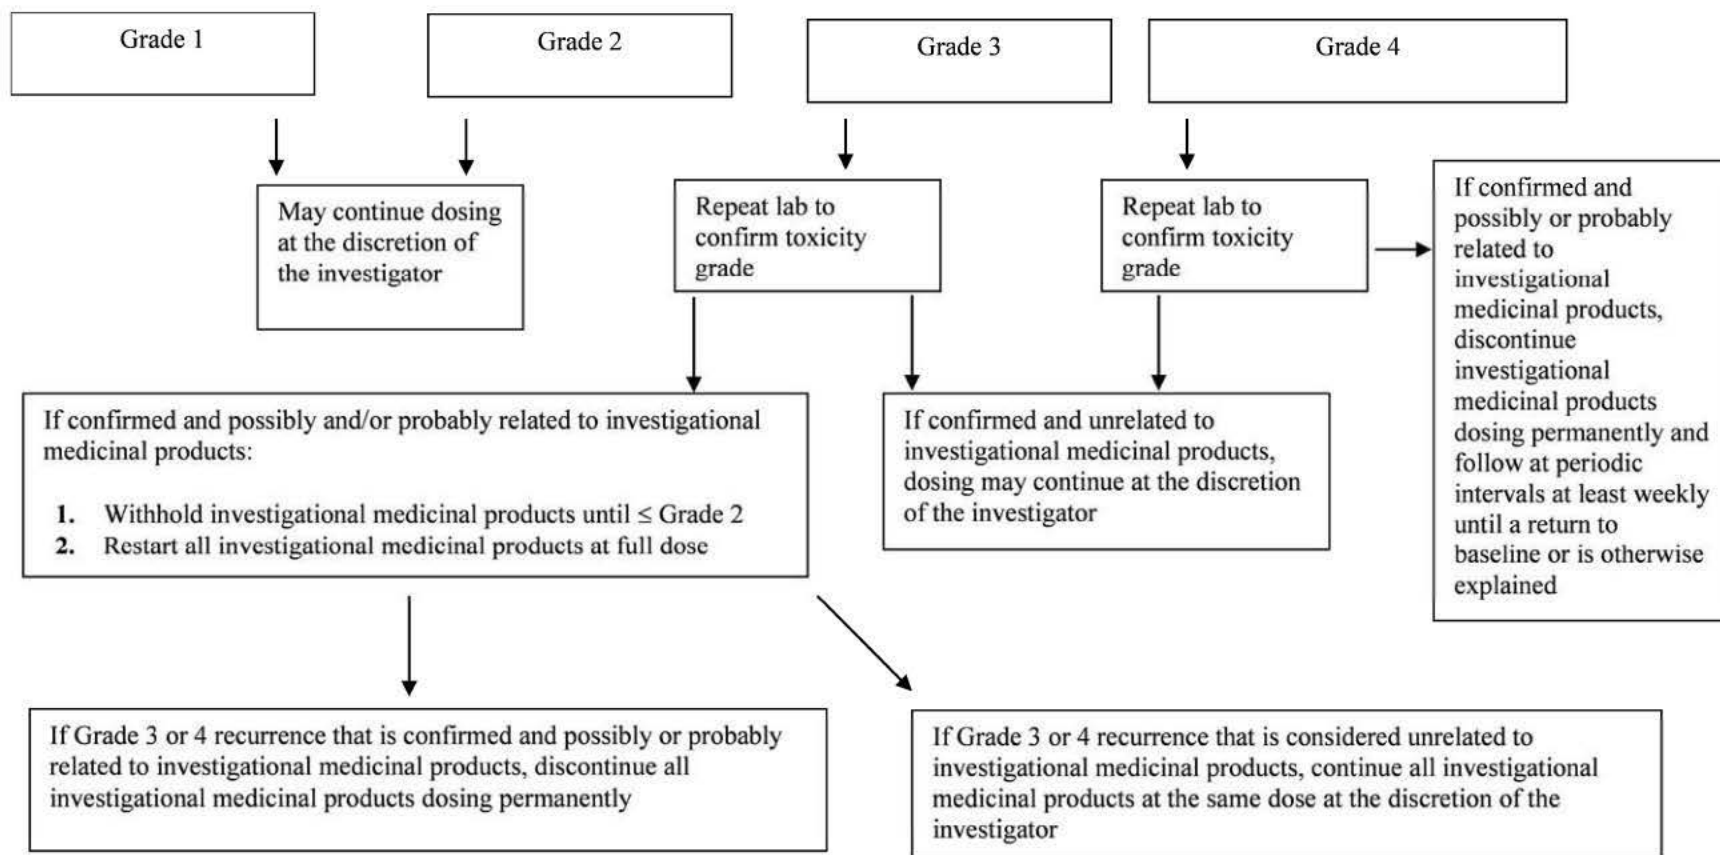 Grade 1
Grade 2
Grade 3
Grade 4
May continue dosing
at the discretion of
the investigator
Repeat lab to
confirm toxicity
grade
Repeat lab to
confirm toxicity
grade
If confirmed and
possibly or probably
related to
investigational
medicinal products,
discontinue
investigational
medicinal products
dosing permanently and
follow at periodic
intervals at least weekly
until a return to
baseline or is otherwise
explained
If confirmed and possibly and/or probably related to investigational
medicinal products:
1. Withhold investigational medicinal products until ≤ Grade 2
2. Restart all investigational medicinal products at full dose
If confirmed and unrelated to
investigational medicinal products,
dosing may continue at the discretion
of the investigator
If Grade 3 or 4 recurrence that is confirmed and possibly or probably
related to investigational medicinal products, discontinue all
investigational medicinal products dosing permanently
If Grade 3 or 4 recurrence that is considered unrelated to
investigational medicinal products, continue all investigational
medicinal products at the same dose at the discretion of the
investigator